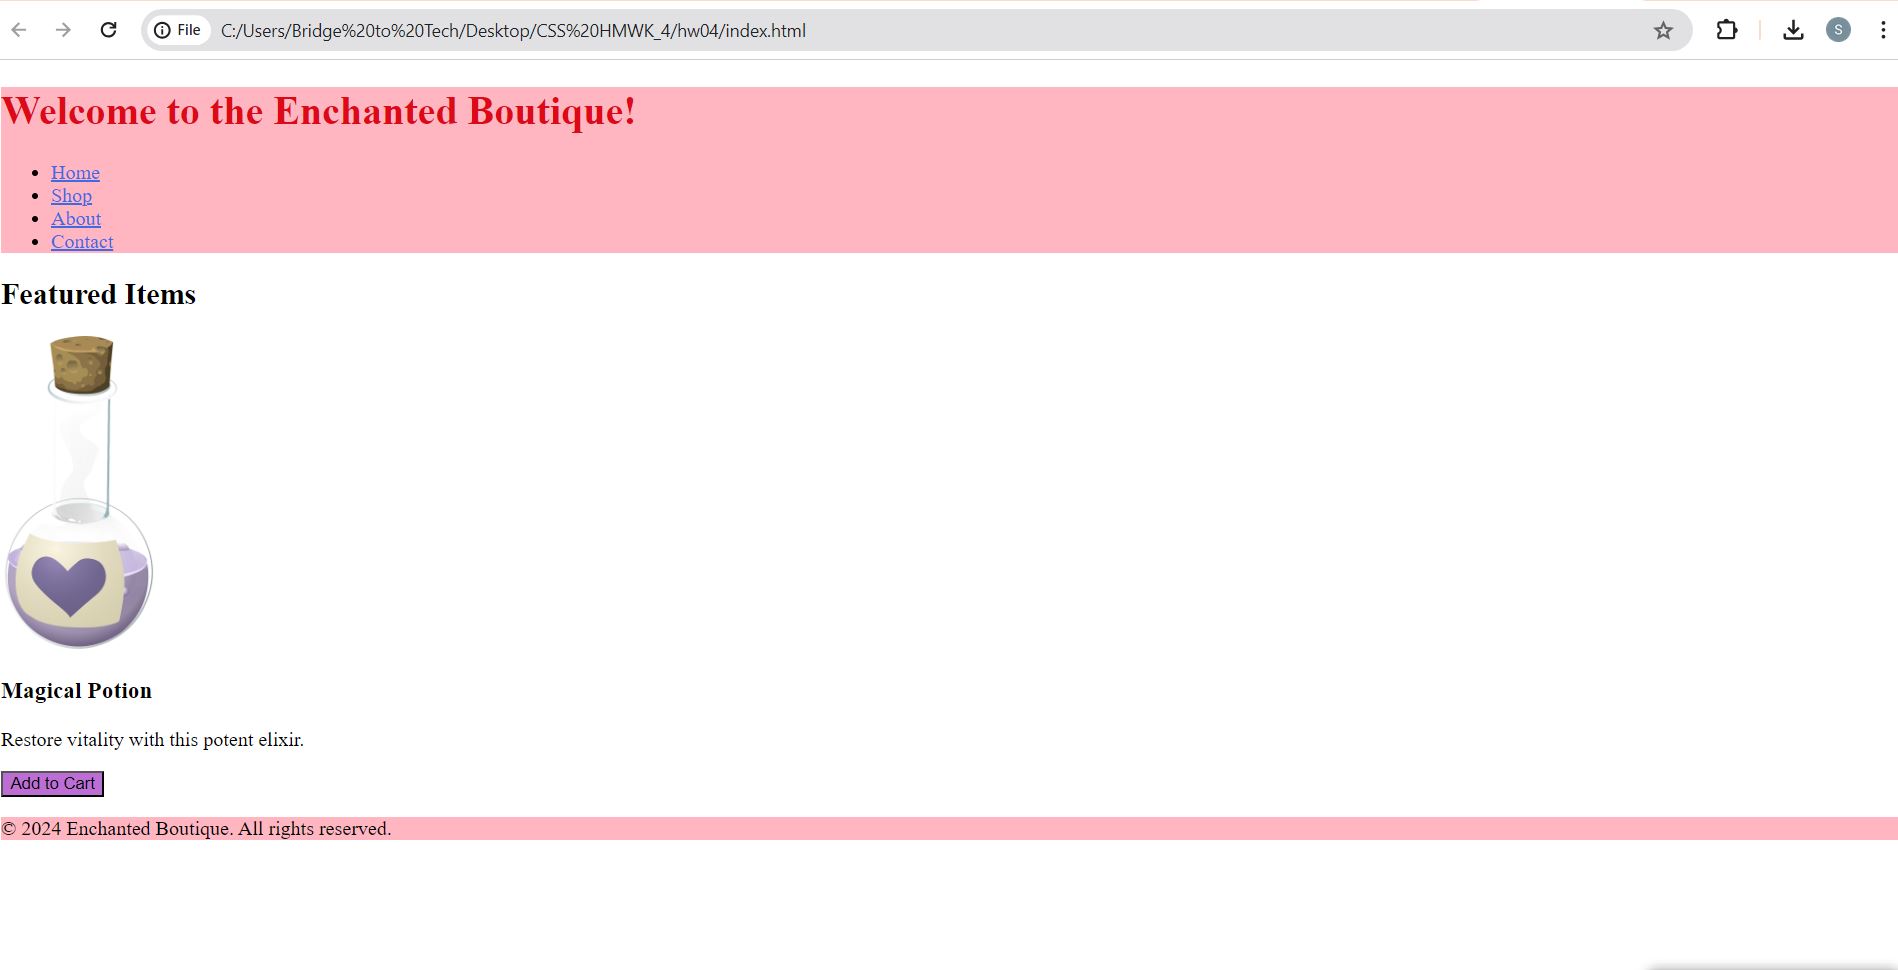 File
C:/Users/Bridge%20to%20Tech/Desktop/CSS%20HMWK_4/hw04/index.html
S
Welcome to the Enchanted Boutique!
Home
Shop
About
Contact
Featured Items
Magical Potion
Restore vitality with this potent elixir.
Add to Cart
© 2024 Enchanted Boutique. All rights reserved.